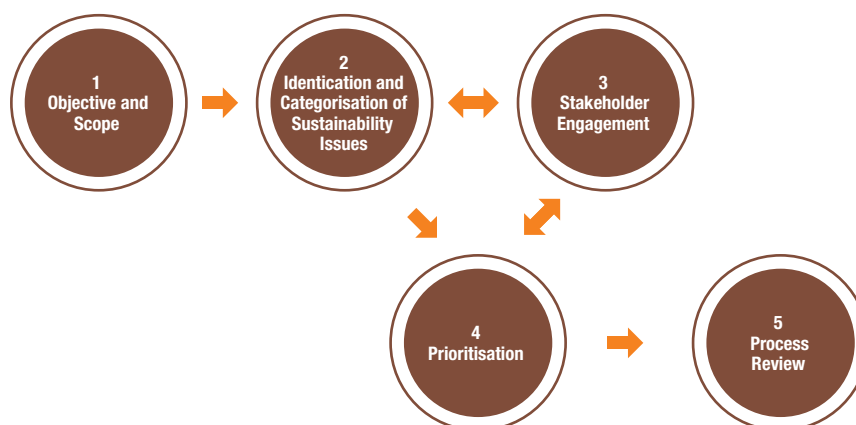 1
Objective and
Scope
2
Identication and
Categorisation of
Sustainability
Issues
3
Stakeholder
Engagement
4
Prioritisation
5
Process
Review